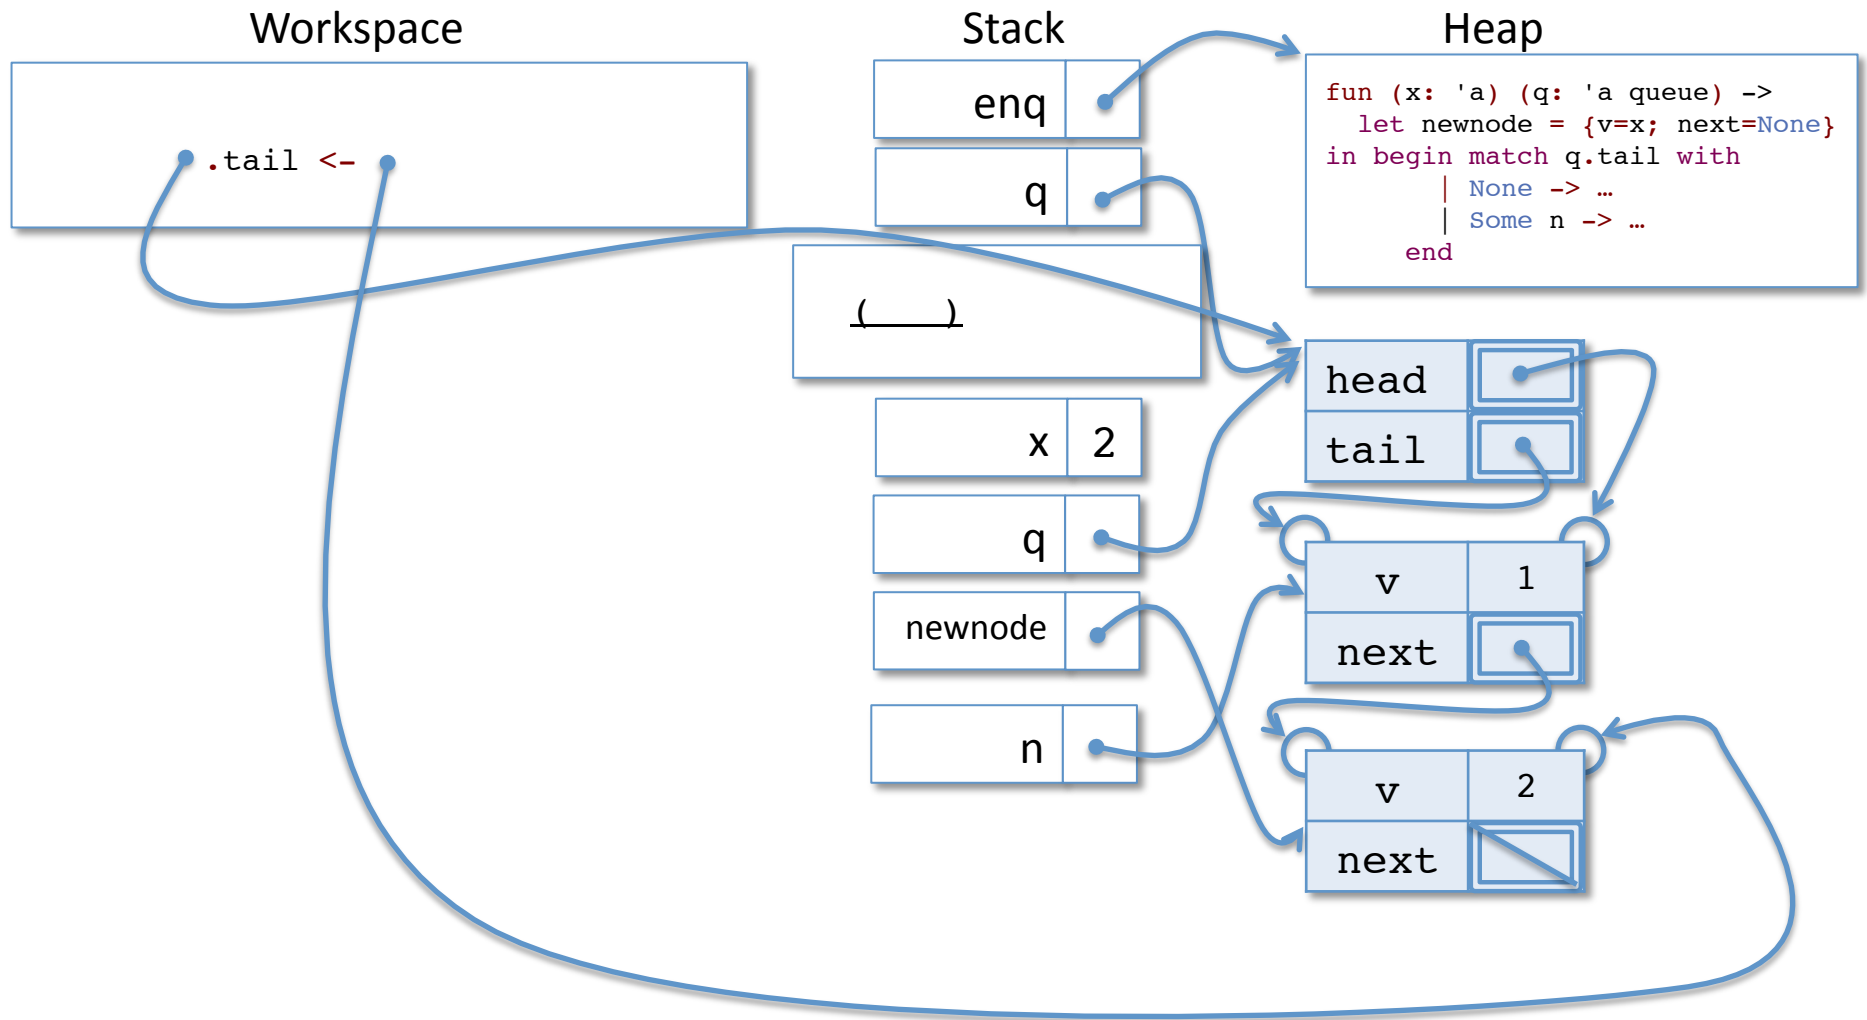 Workspace
Stack
Heap
.tail <-
enq
q
(    )
x 2
q
newnode
n
fun (x: 'a) (q: 'a queue) ->
let newnode = {v=x; next=None}
in begin match q.tail with
| None -> …
| Some n -> …
end
head
tail
v 1
next
v 2
next